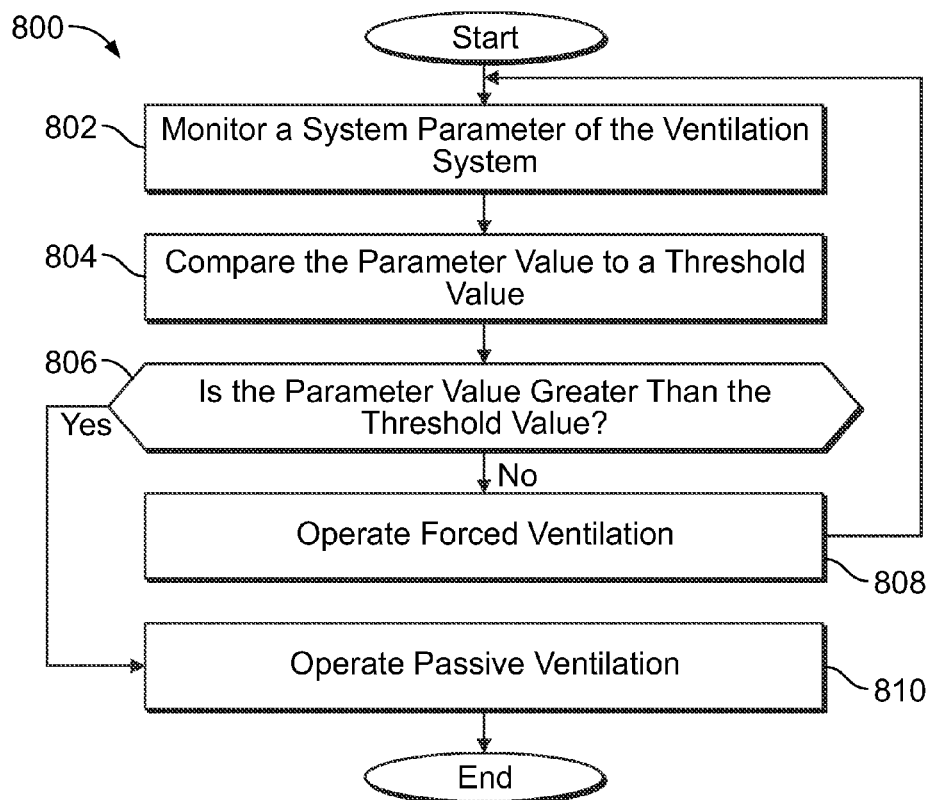 800
Start
802
Monitor a System Parameter of the Ventilation
System
804
Compare the Parameter Value to a Threshold
Value
806
Is the Parameter Value Greater Than the
Threshold Value?
Yes
No
Operate Forced Ventilation
808
Operate Passive Ventilation
810
End